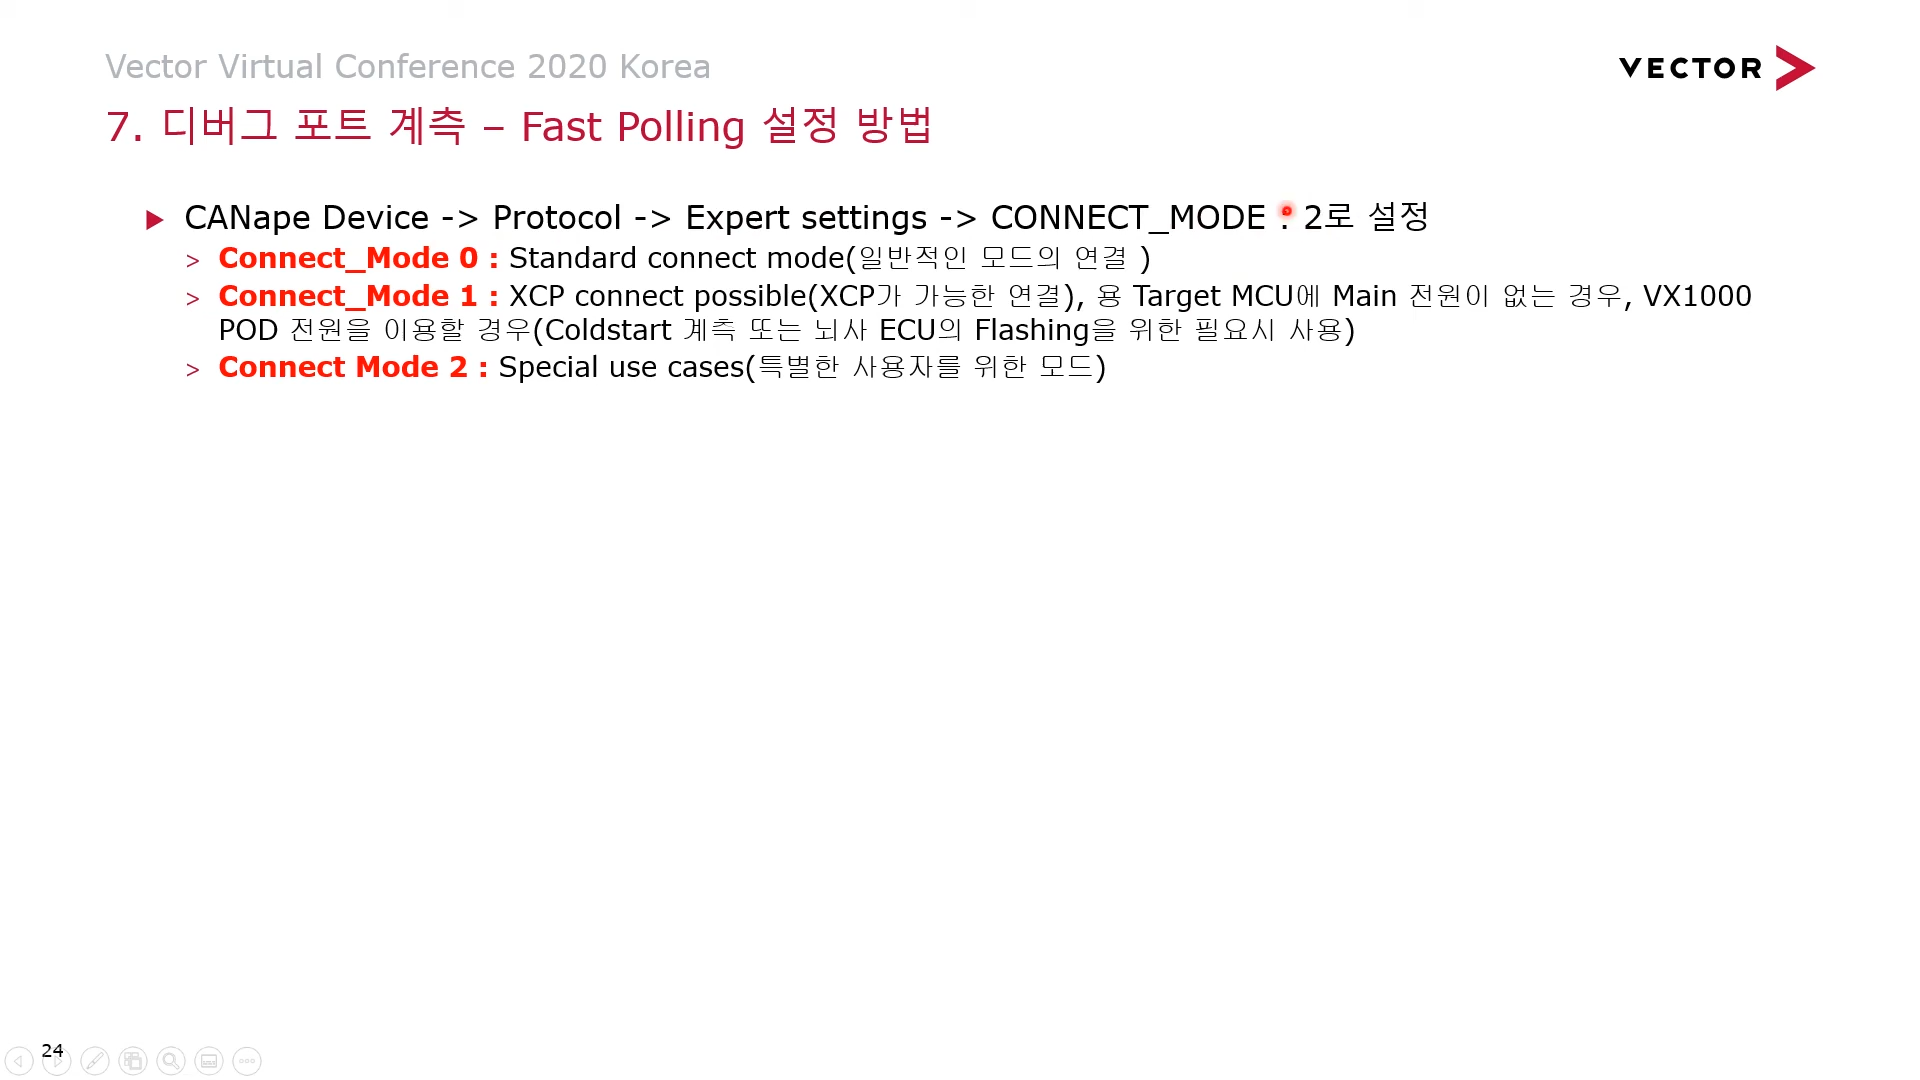 Vector Virtual Conference 2020 Korea
VECTOR
7. 디버그 포트 계측 – Fast Polling 설정 방법
CANape Device -> Protocol -> Expert settings -> CONNECT_MODE : 2로 설정
> Connect_Mode 0 : Standard connect mode(일반적인 모드의 연결 )
> Connect_Mode 1 : XCP connect possible(XCP가 가능한 연결), 용 Target MCU에 Main 전원이 없는 경우, VX1000
POD 전원을 이용할 경우(Coldstart 계측 또는 뇌사 ECU의 Flashing을 위한 필요시 사용)
> Connect Mode 2 : Special use cases(특별한 사용자를 위한 모드)
24